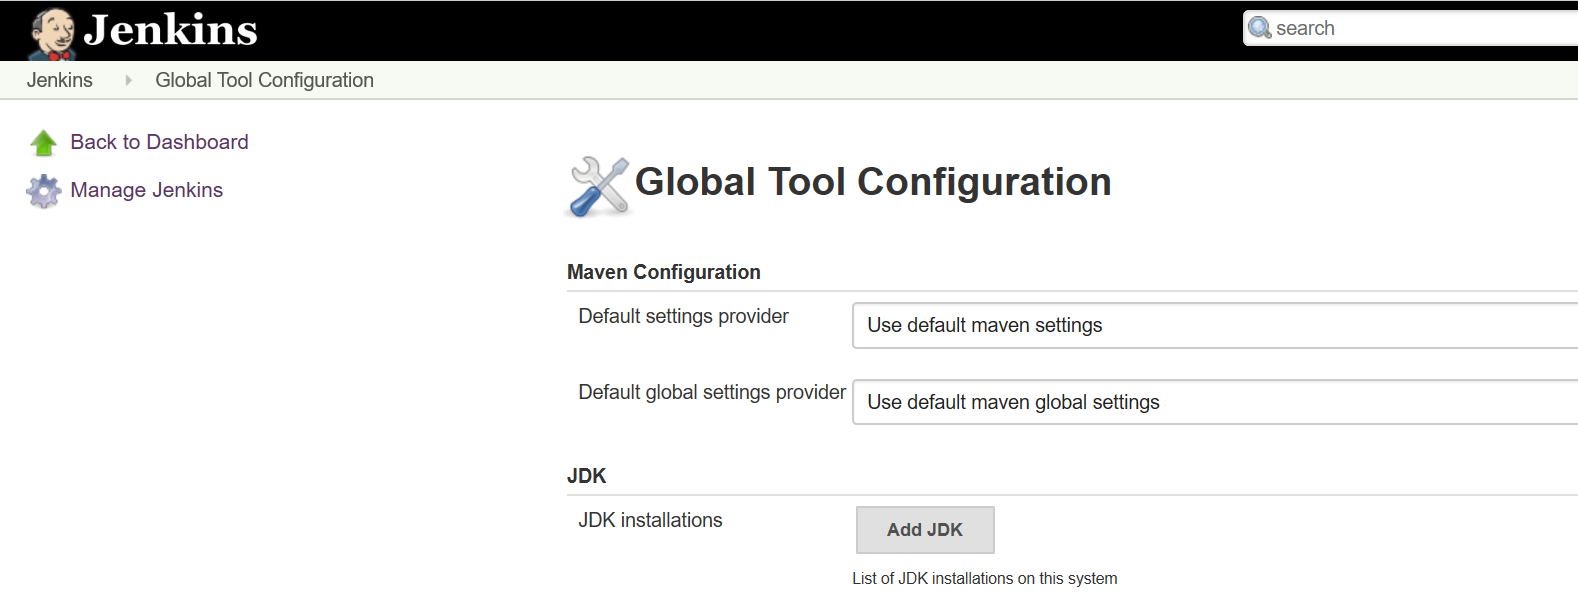 Jenkins
search
Jenkins
Global Tool Configuration
Back to Dashboard
Manage Jenkins
Global Tool Configuration
Maven Configuration
Default settings provider
Use default maven settings
Default global settings provider
Use default maven global settings
JDK
JDK installations
Add JDK
List of JDK installations on this system